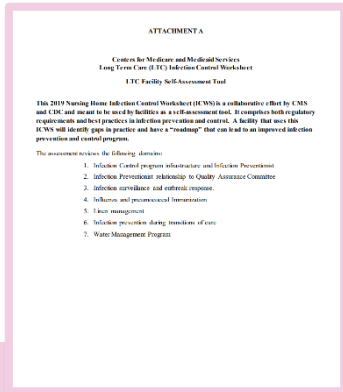 ATTACHMENT A
Centers for Medicare and Medicaid Services
Long Term Care (LTC) Infection Control Worksheet
LTC Facility Self-Assessment Tool
This 2019 Nursing Home Infection Control Worksheet (ICWS) is a collaborative effort by CMS
and CDC and meant to be used by facilities as a self-assessment tool. It comprises both regulatory
requirements and best practices in infection prevention and control. A facility that uses this
ICWS will identify gaps in practice and have a “roadmap” that can lead to an improved infection
prevention and control program.
The assessment reviews the following domains:
1. Infection Control program infrastructure and Infection Preventionist
2. Infection Preventionist relationship to Quality Assurance Committee
3. Infection surveillance and outbreak response.
4. Influenza and pneumococcal Immunization
5. Linen management
6. Infection prevention during transitions of care
7. Water Management Program